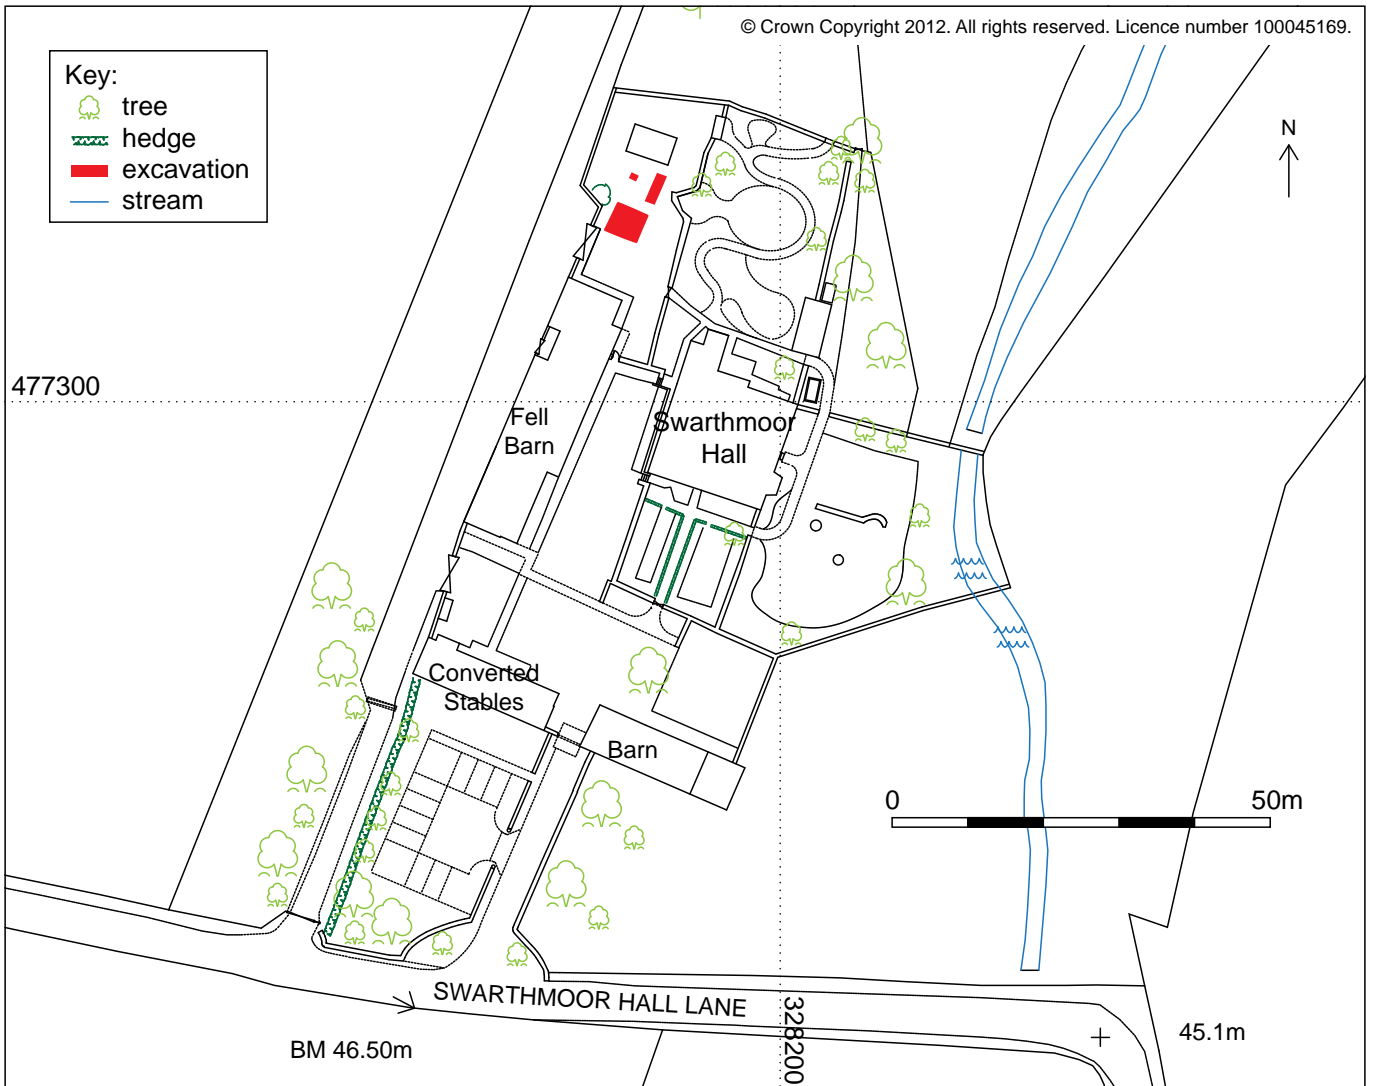 © Crown Copyright 2012. All rights reserved. Licence number 100045169.
Key:
tree
hedge
excavation
stream
N
477300
Fell
Barn
Swarthmoor
Hall
Converted
Stables
Barn
0 50m
SWARTHMOOR HALL LANE
328200
BM 46.50m
45.1m